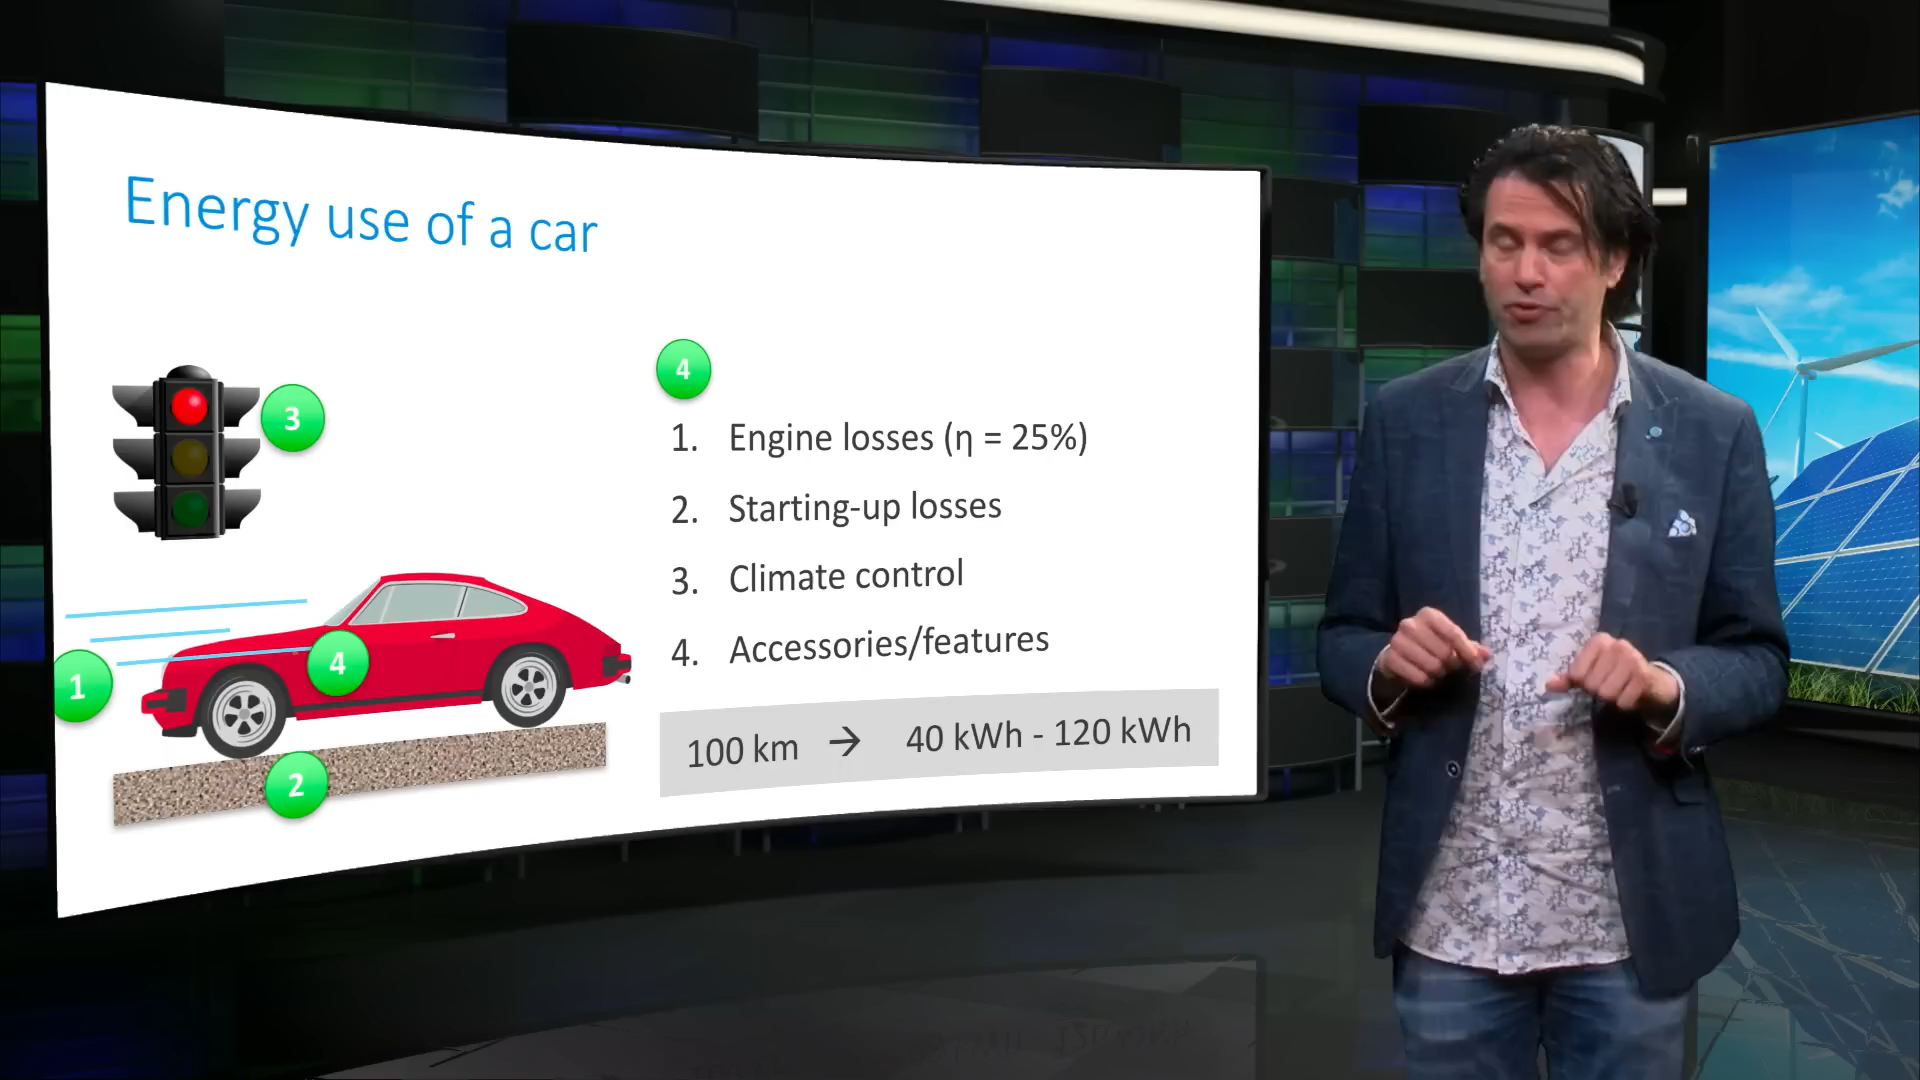 Energy use of a car
3
1
4
2
4
1. Engine losses (η = 25%)
2. Starting-up losses
3. Climate control
4. Accessories/features
100 km → 40 kWh - 120 kWh